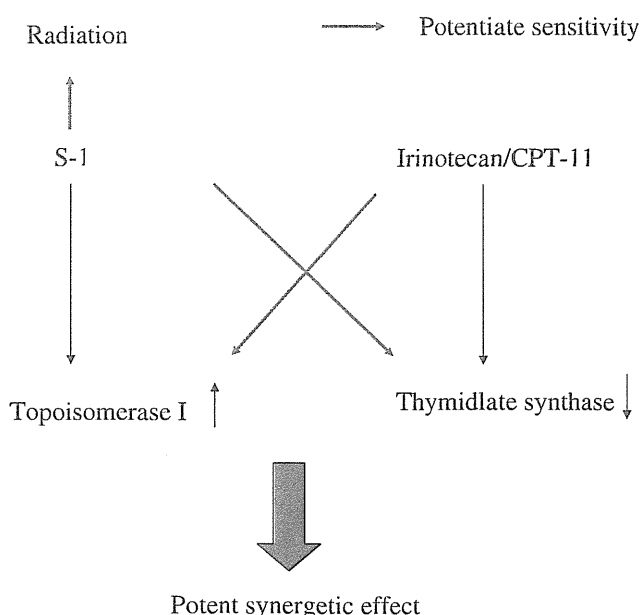 Radiation
Potentiate sensitivity
S-1
Irinotecan/CPT-11
Topoisomerase I
Thymidlate synthase
Potent synergetic effect